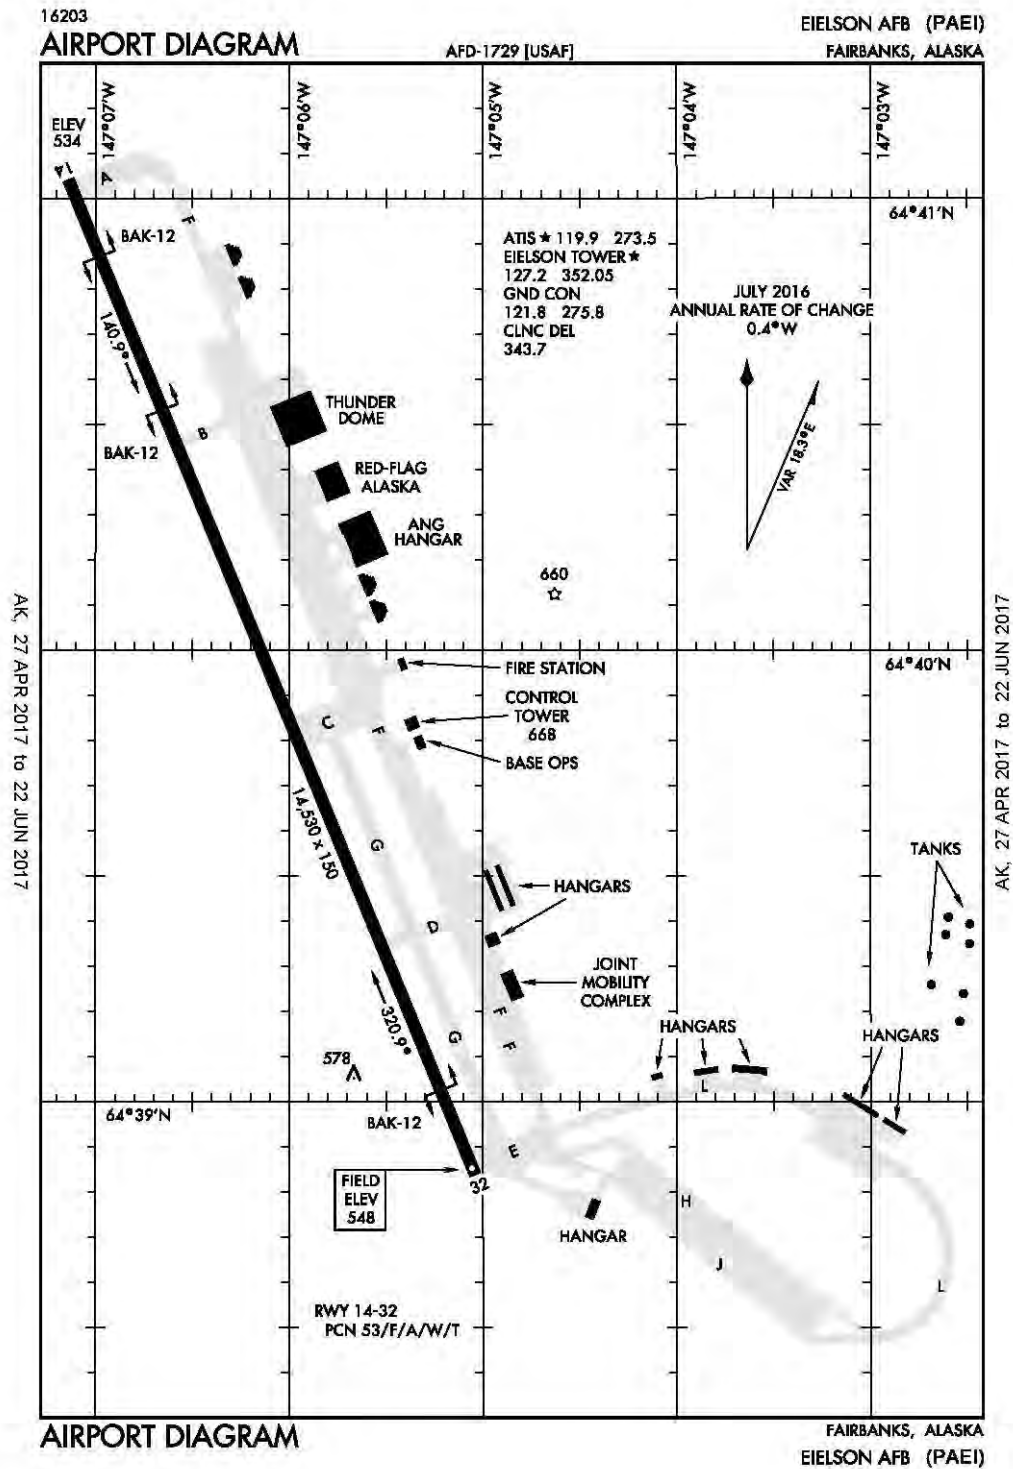 16203
AIRPORT DIAGRAM
AFD-1729 [USAF]
EIELSON AFB (PAEI)
FAIRBANKS, ALASKA
147°07'W
147°06'W
147°05'W
147°04'W
147°03'W
ELEV
534
14
A
F
64°41'N
BAK-12
ATIS ★ 119.9 273.5
EIELSON TOWER ★
127.2 352.05
GND CON
121.8 275.8
CLNC DEL
343.7
JULY 2016
ANNUAL RATE OF CHANGE
0.4°W
VAR 18.3°E
140.9°
BAK-12
B
THUNDER
DOME
RED-FLAG
ALASKA
ANG
HANGAR
660
AK, 27 APR 2017 to 22 JUN 2017
AK, 27 APR 2017 to 22 JUN 2017
64°40'N
FIRE STATION
CONTROL
TOWER
668
BASE OPS
C
F
14,530 x 150
G
TANKS
HANGARS
D
JOINT
MOBILITY
COMPLEX
F
F
320.9°
G
578
HANGARS
HANGARS
L
64°39'N
BAK-12
E
32
FIELD
ELEV
548
HANGAR
H
J
L
RWY 14-32
PCN 53/F/A/W/T
AIRPORT DIAGRAM
FAIRBANKS, ALASKA
EIELSON AFB (PAEI)